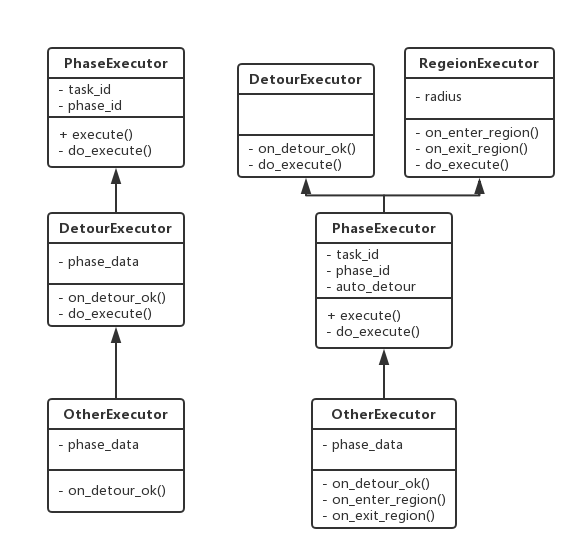 PhaseExecutor
- task_id
- phase_id
+ execute()
- do_execute()
DetourExecutor
- phase_data
- on_detour_ok()
- do_execute()
OtherExecutor
- phase_data
- on_detour_ok()
DetourExecutor
- on_detour_ok()
- do_execute()
RegeionExecutor
- radius
- on_enter_region()
- on_exit_region()
- do_execute()
PhaseExecutor
- task_id
- phase_id
- auto_detour
+ execute()
- do_execute()
OtherExecutor
- phase_data
- on_detour_ok()
- on_enter_region()
- on_exit_region()